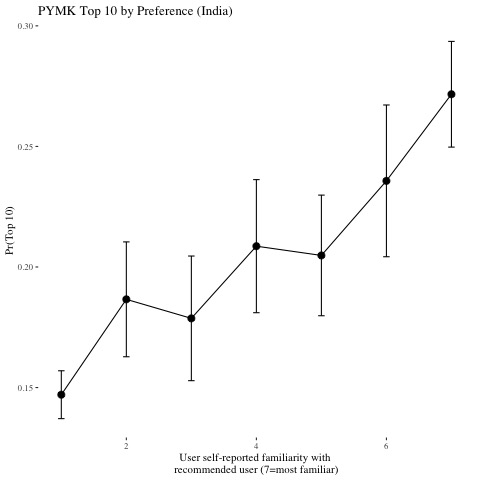 PYMK Top 10 by Preference (India)
0.30
0.25
0.20
0.15
Pr(Top 10)
2
4
6
User self-reported familiarity with
recommended user (7=most familiar)